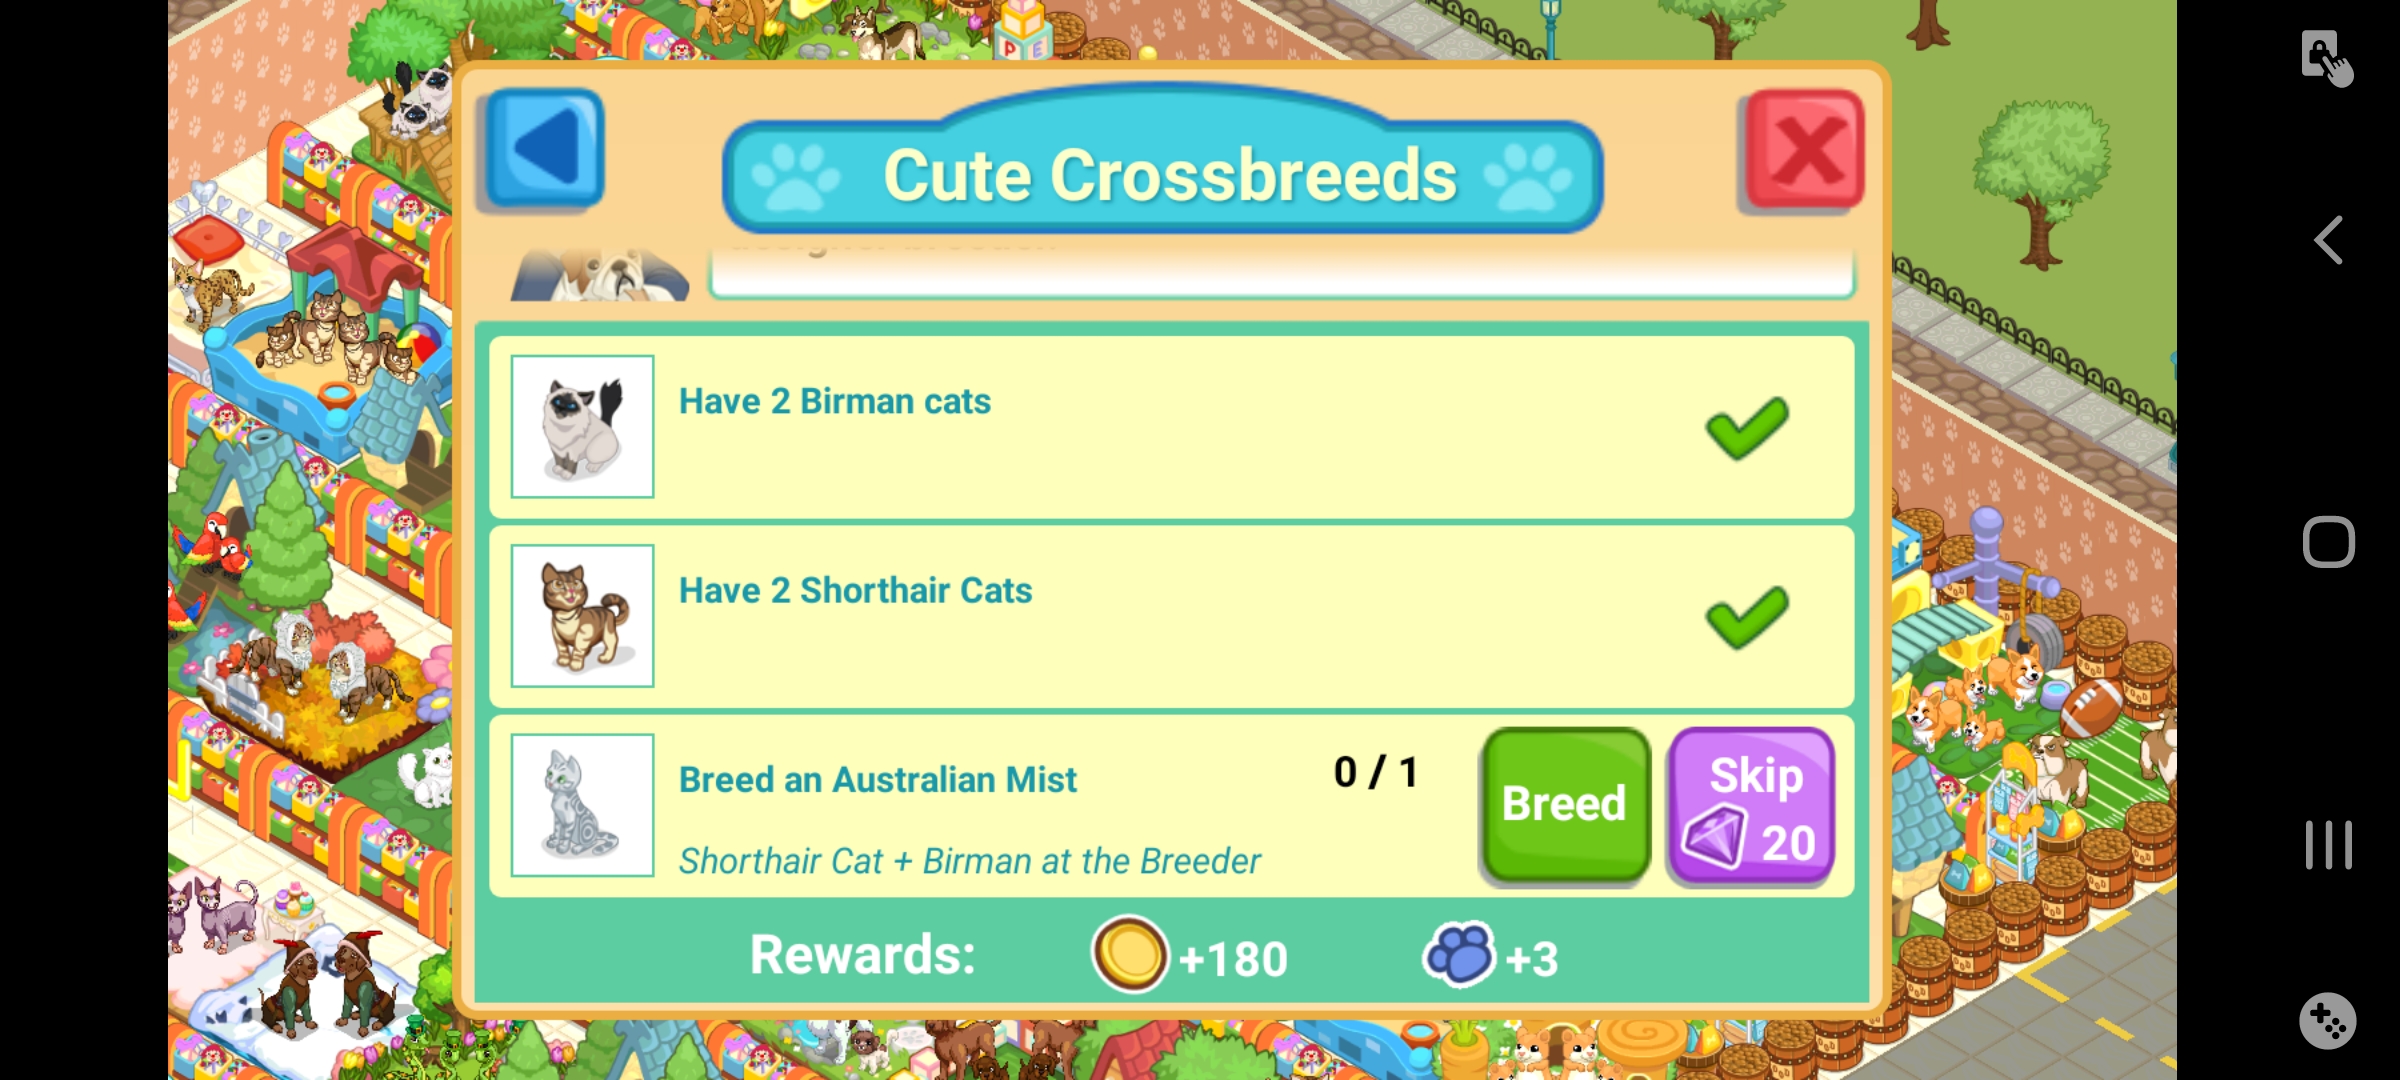 Cute Crossbreeds
Have 2 Birman cats
Have 2 Shorthair Cats
Breed an Australian Mist
0 / 1
Shorthair Cat + Birman at the Breeder
Breed
Skip
20
Rewards:
+180
+3